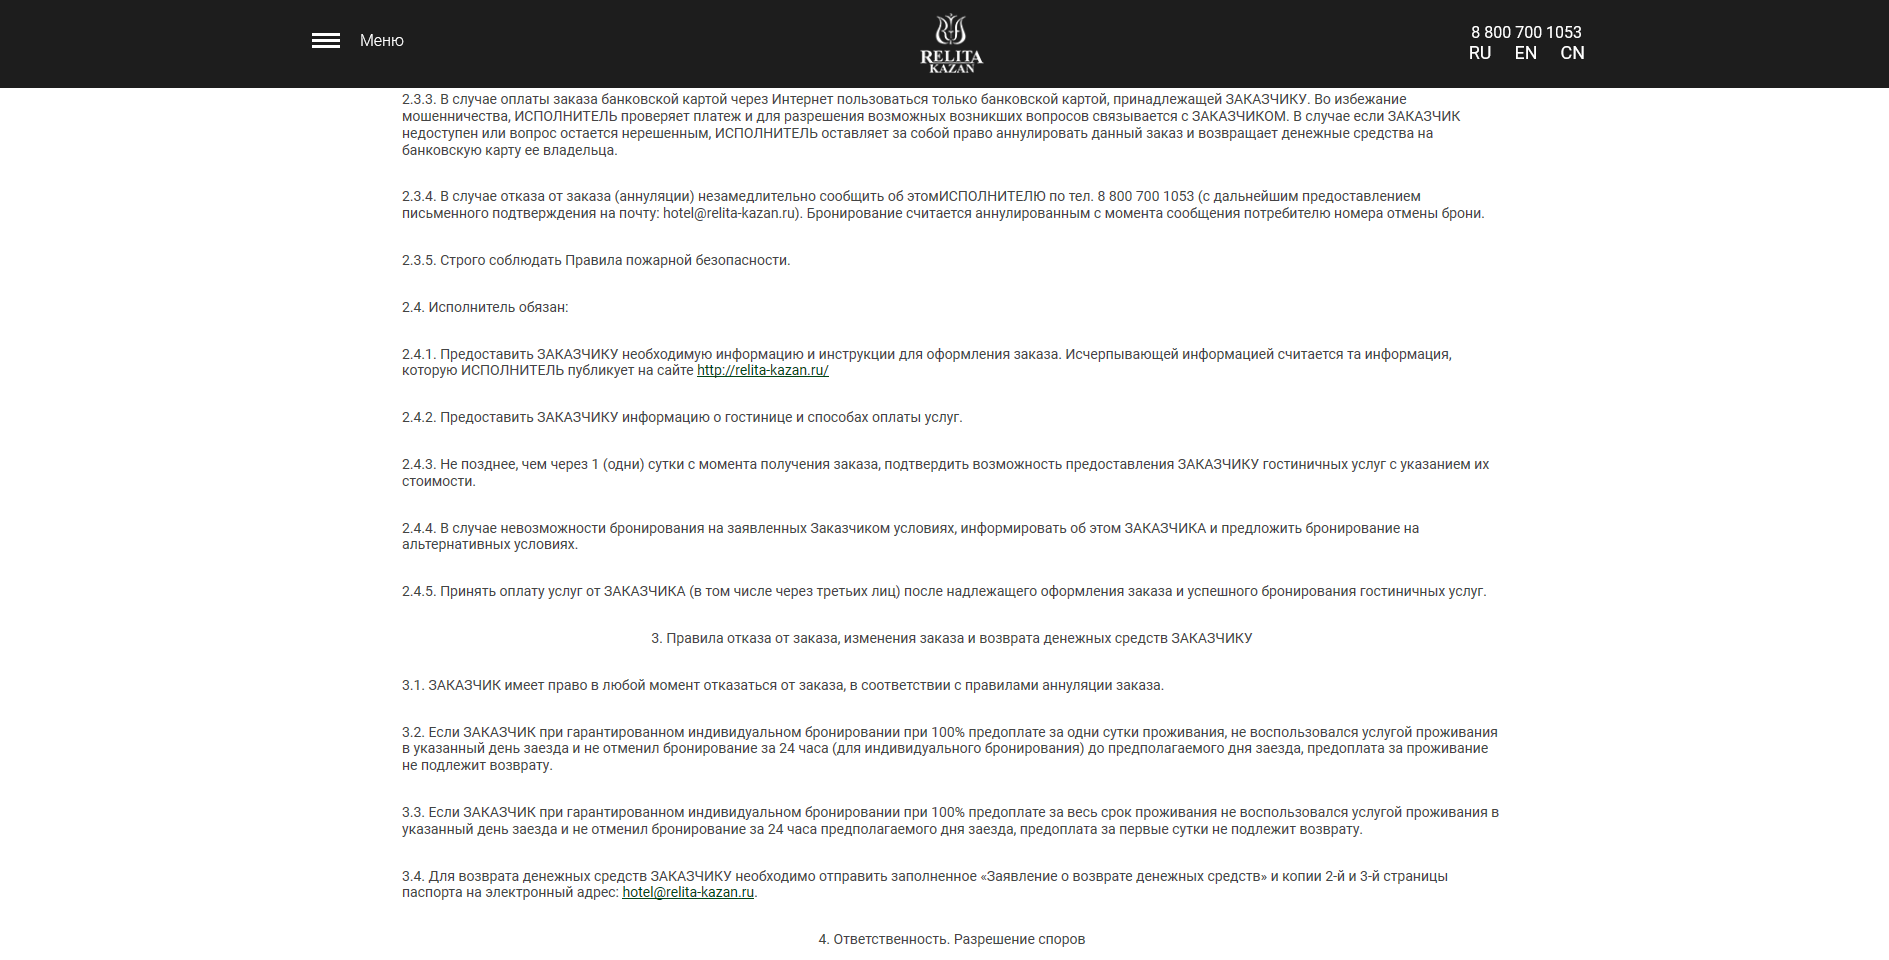 Меню
RELITA
KAZAN
8 800 700 1053
RU EN CN
2.3.3. В случае оплаты заказа банковской картой через Интернет пользоваться только банковской картой, принадлежащей ЗАКАЗЧИКУ. Во избежание
мошенничества, ИСПОЛНИТЕЛЬ проверяет платеж и для разрешения возможных возникших вопросов связывается с ЗАКАЗЧИКОМ. В случае если ЗАКАЗЧИК
недоступен или вопрос остается нерешенным, ИСПОЛНИТЕЛЬ оставляет за собой право аннулировать данный заказ и возвращает денежные средства на
банковскую карту ее владельца.
2.3.4. В случае отказа от заказа (аннуляции) незамедлительно сообщить об этомИСПОЛНИТЕЛЮ по тел. 8 800 700 1053 (с дальнейшим предоставлением
письменного подтверждения на почту: hotel@relita-kazan.ru). Бронирование считается аннулированным с момента сообщения потребителю номера отмены брони.
2.3.5. Строго соблюдать Правила пожарной безопасности.
2.4. Исполнитель обязан:
2.4.1. Предоставить ЗАКАЗЧИКУ необходимую информацию и инструкции для оформления заказа. Исчерпывающей информацией считается та информация,
которую ИСПОЛНИТЕЛЬ публикует на сайте http://relita-kazan.ru/
2.4.2. Предоставить ЗАКАЗЧИКУ информацию о гостинице и способах оплаты услуг.
2.4.3. Не позднее, чем через 1 (одни) сутки с момента получения заказа, подтвердить возможность предоставления ЗАКАЗЧИКУ гостиничных услуг с указанием их
стоимости.
2.4.4. В случае невозможности бронирования на заявленных Заказчиком условиях, информировать об этом ЗАКАЗЧИКА и предложить бронирование на
альтернативных условиях.
2.4.5. Принять оплату услуг от ЗАКАЗЧИКА (в том числе через третьих лиц) после надлежащего оформления заказа и успешного бронирования гостиничных услуг.
3. Правила отказа от заказа, изменения заказа и возврата денежных средств ЗАКАЗЧИКУ
3.1. ЗАКАЗЧИК имеет право в любой момент отказаться от заказа, в соответствии с правилами аннуляции заказа.
3.2. Если ЗАКАЗЧИК при гарантированном индивидуальном бронировании при 100% предоплате за одни сутки проживания, не воспользовался услугой проживания
в указанный день заезда и не отменил бронирование за 24 часа (для индивидуального бронирования) до предполагаемого дня заезда, предоплата за проживание
не подлежит возврату.
3.3. Если ЗАКАЗЧИК при гарантированном индивидуальном бронировании при 100% предоплате за весь срок проживания не воспользовался услугой проживания в
указанный день заезда и не отменил бронирование за 24 часа предполагаемого дня заезда, предоплата за первые сутки не подлежит возврату.
3.4. Для возврата денежных средств ЗАКАЗЧИКУ необходимо отправить заполненное «Заявление о возврате денежных средств» и копии 2-й и 3-й страницы
паспорта на электронный адрес: hotel@relita-kazan.ru.
4. Ответственность. Разрешение споров